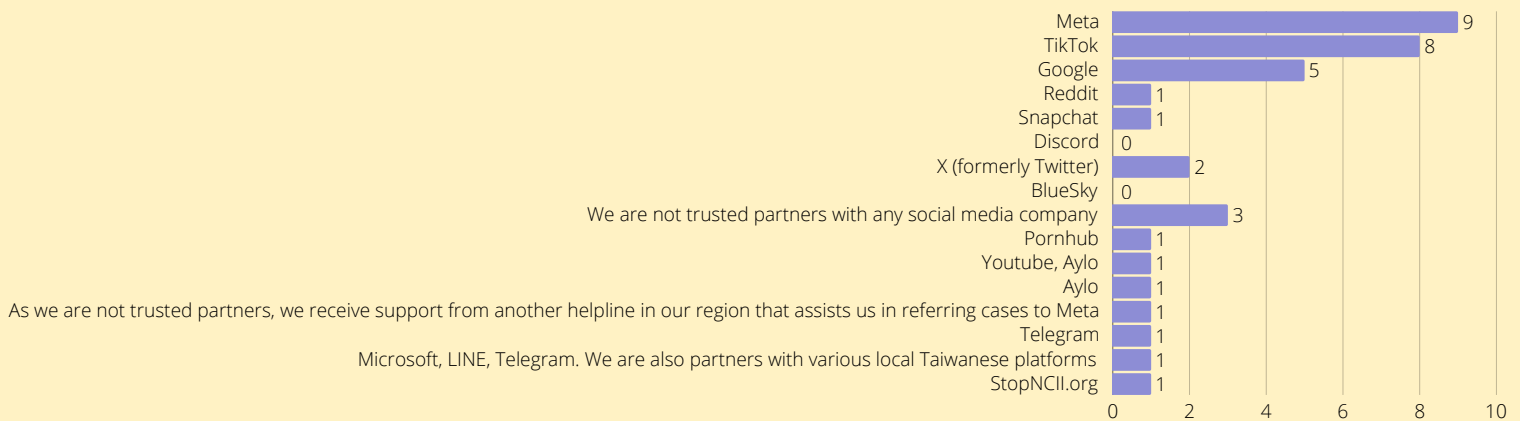 Meta 9
TikTok 8
Google 5
Reddit 1
Snapchat 1
Discord 0
X (formerly Twitter) 2
BlueSky 0
We are not trusted partners with any social media company 3
Pornhub 1
Youtube, Aylo 1
Aylo 1
As we are not trusted partners, we receive support from another helpline in our region that assists us in referring cases to Meta 1
Telegram 1
Microsoft, LINE, Telegram. We are also partners with various local Taiwanese platforms 1
StopNCII.org 1
0 2 4 6 8 10